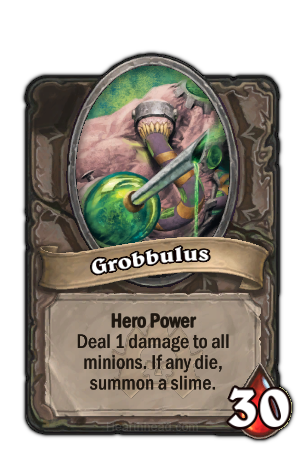 Grobbulus
Hero Power
Deal 1 damage to all
minions. If any die,
summon a slime.
30